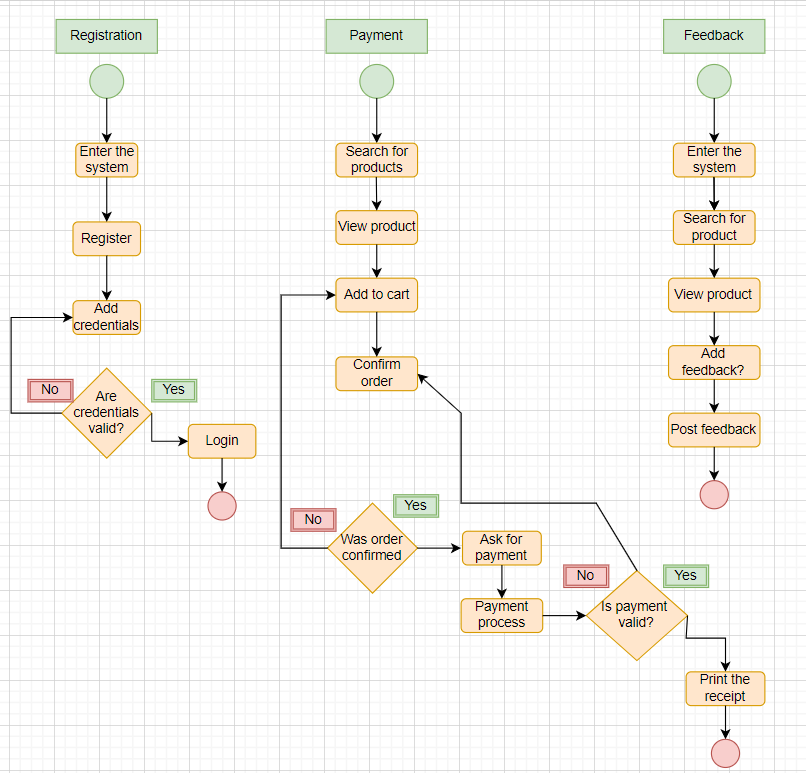 Registration
Enter the
system
Register
Add
credentials
No
Yes
Are
credentials
valid?
Login
Payment
Search for
products
View product
Add to cart
Confirm
order
No
Yes
Was order
confirmed
Ask for
payment
Payment
process
No
Yes
Is payment
valid?
Print the
receipt
Feedback
Enter the
system
Search for
product
View product
Add
feedback?
Post feedback